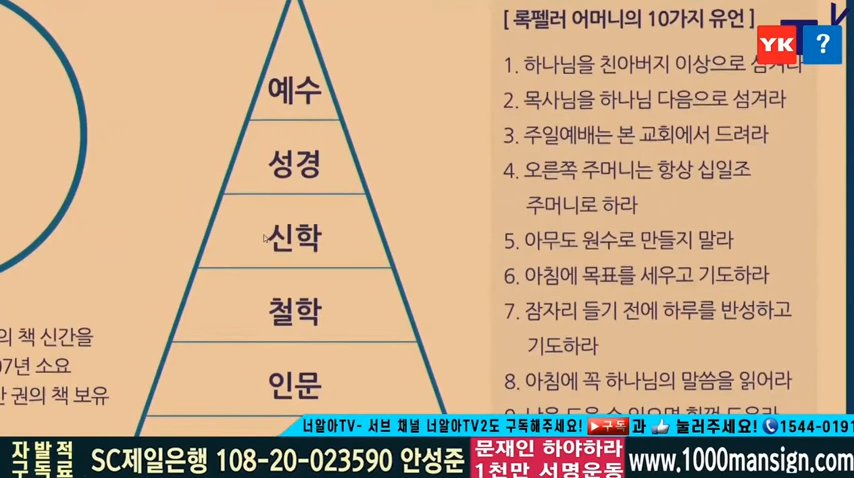 [ 록펠러 어머니의 10가지 유언 ]
YK
?
1. 하나님을 친아버지 이상으로 섬겨라
2. 목사님을 하나님 다음으로 섬겨라
3. 주일예배는 본 교회에서 드려라
4. 오른쪽 주머니는 항상 십일조
주머니로 하라
5. 아무도 원수로 만들지 말라
6. 아침에 목표를 세우고 기도하라
7. 잠자리 들기 전에 하루를 반성하고
기도하라
8. 아침에 꼭 하나님의 말씀을 읽어라
예수
성경
신학
철학
인문
의 책 신간을
07년 소요
권의 책 보유
너알아TV- 서브 채널 너알아TV2도 구독해주세요! 구독 과 눌러주세요! 1544-0191
자발적
구독료
SC제일은행 108-20-023590 안성준
문재인 하야하라
1천만 서명운동
www.1000mansign.com